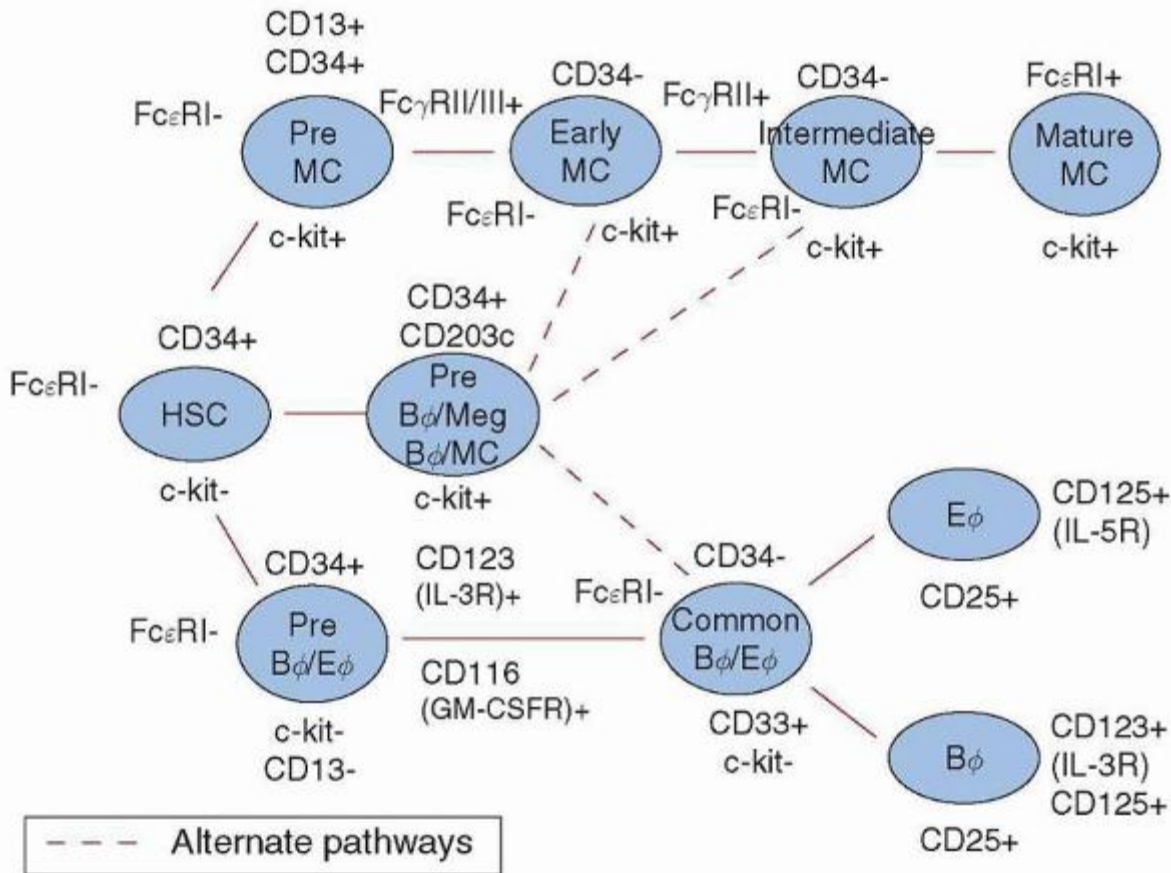 CD13+
CD34+
FcεRI-
Pre
MC
c-kit+
FcγRII/III+
CD34-
Early
MC
FcεRI-
c-kit+
FcγRII+
CD34-
Intermediate
MC
FcεRI-
c-kit+
FcεRI+
Mature
MC
c-kit+
CD34+
FcεRI-
HSC
c-kit-
CD34+
CD203c
Pre
Bϕ/Meg
Bϕ/MC
c-kit+
CD34+
FcεRI-
Pre
Bϕ/Eϕ
c-kit-
CD13-
CD123
(IL-3R)+
CD116
(GM-CSFR)+
CD34-
FcεRI-
Common
Bϕ/Eϕ
CD33+
c-kit-
Eϕ
CD125+
(IL-5R)
CD25+
Bϕ
CD123+
(IL-3R)
CD125+
CD25+
Alternate pathways